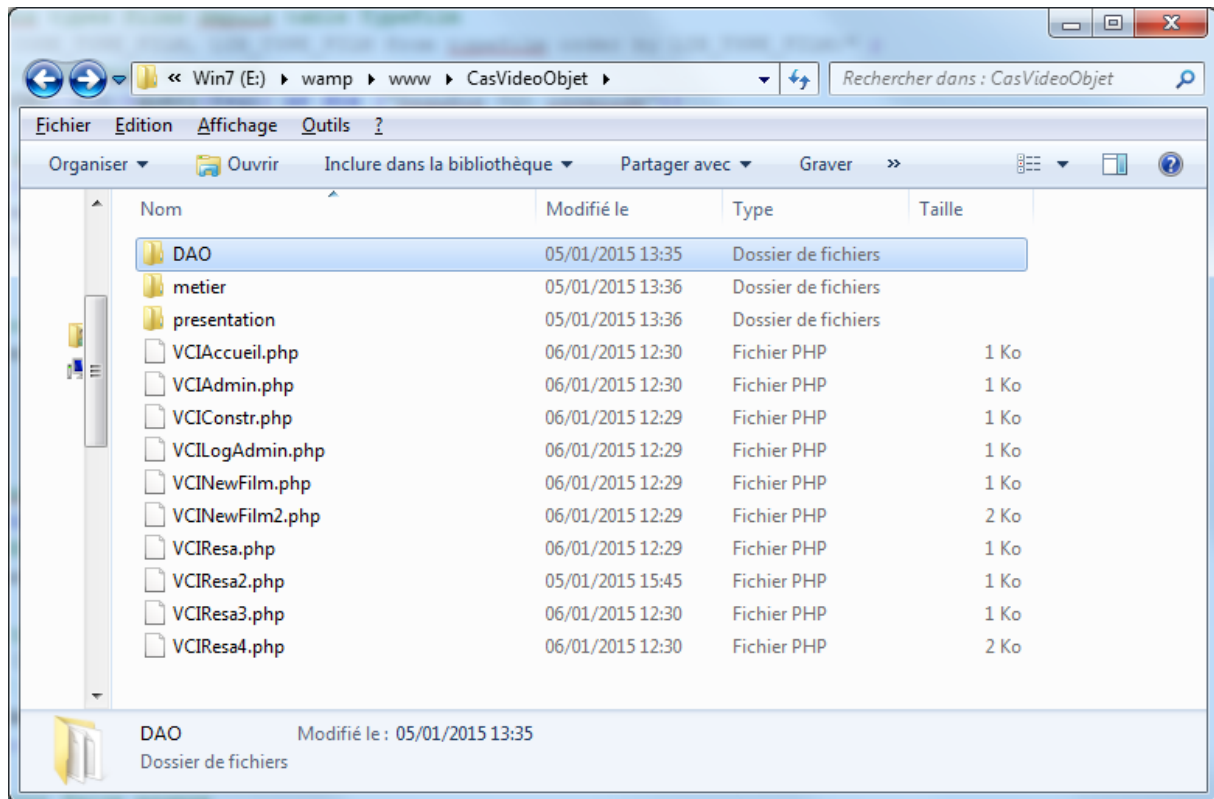 « Win7 (E:) ▸ wamp ▸ www ▸ CasVideoObjet ▸ Rechercher dans : CasVideoObjet
Fichier Edition Affichage Outils ?
Organiser ▾ Ouvrir Inclure dans la bibliothèque ▾ Partager avec ▾ Graver »
Nom Modifié le Type Taille
DAO 05/01/2015 13:35 Dossier de fichiers
metier 05/01/2015 13:36 Dossier de fichiers
presentation 05/01/2015 13:36 Dossier de fichiers
VCIAccueil.php 06/01/2015 12:30 Fichier PHP 1 Ko
VCIAdmin.php 06/01/2015 12:30 Fichier PHP 1 Ko
VCIConstr.php 06/01/2015 12:29 Fichier PHP 1 Ko
VCILogAdmin.php 06/01/2015 12:29 Fichier PHP 1 Ko
VCINewFilm.php 06/01/2015 12:29 Fichier PHP 1 Ko
VCINewFilm2.php 06/01/2015 12:29 Fichier PHP 2 Ko
VCIResa.php 06/01/2015 12:29 Fichier PHP 1 Ko
VCIResa2.php 05/01/2015 15:45 Fichier PHP 1 Ko
VCIResa3.php 06/01/2015 12:30 Fichier PHP 1 Ko
VCIResa4.php 06/01/2015 12:30 Fichier PHP 2 Ko
DAO Modifié le : 05/01/2015 13:35
Dossier de fichiers